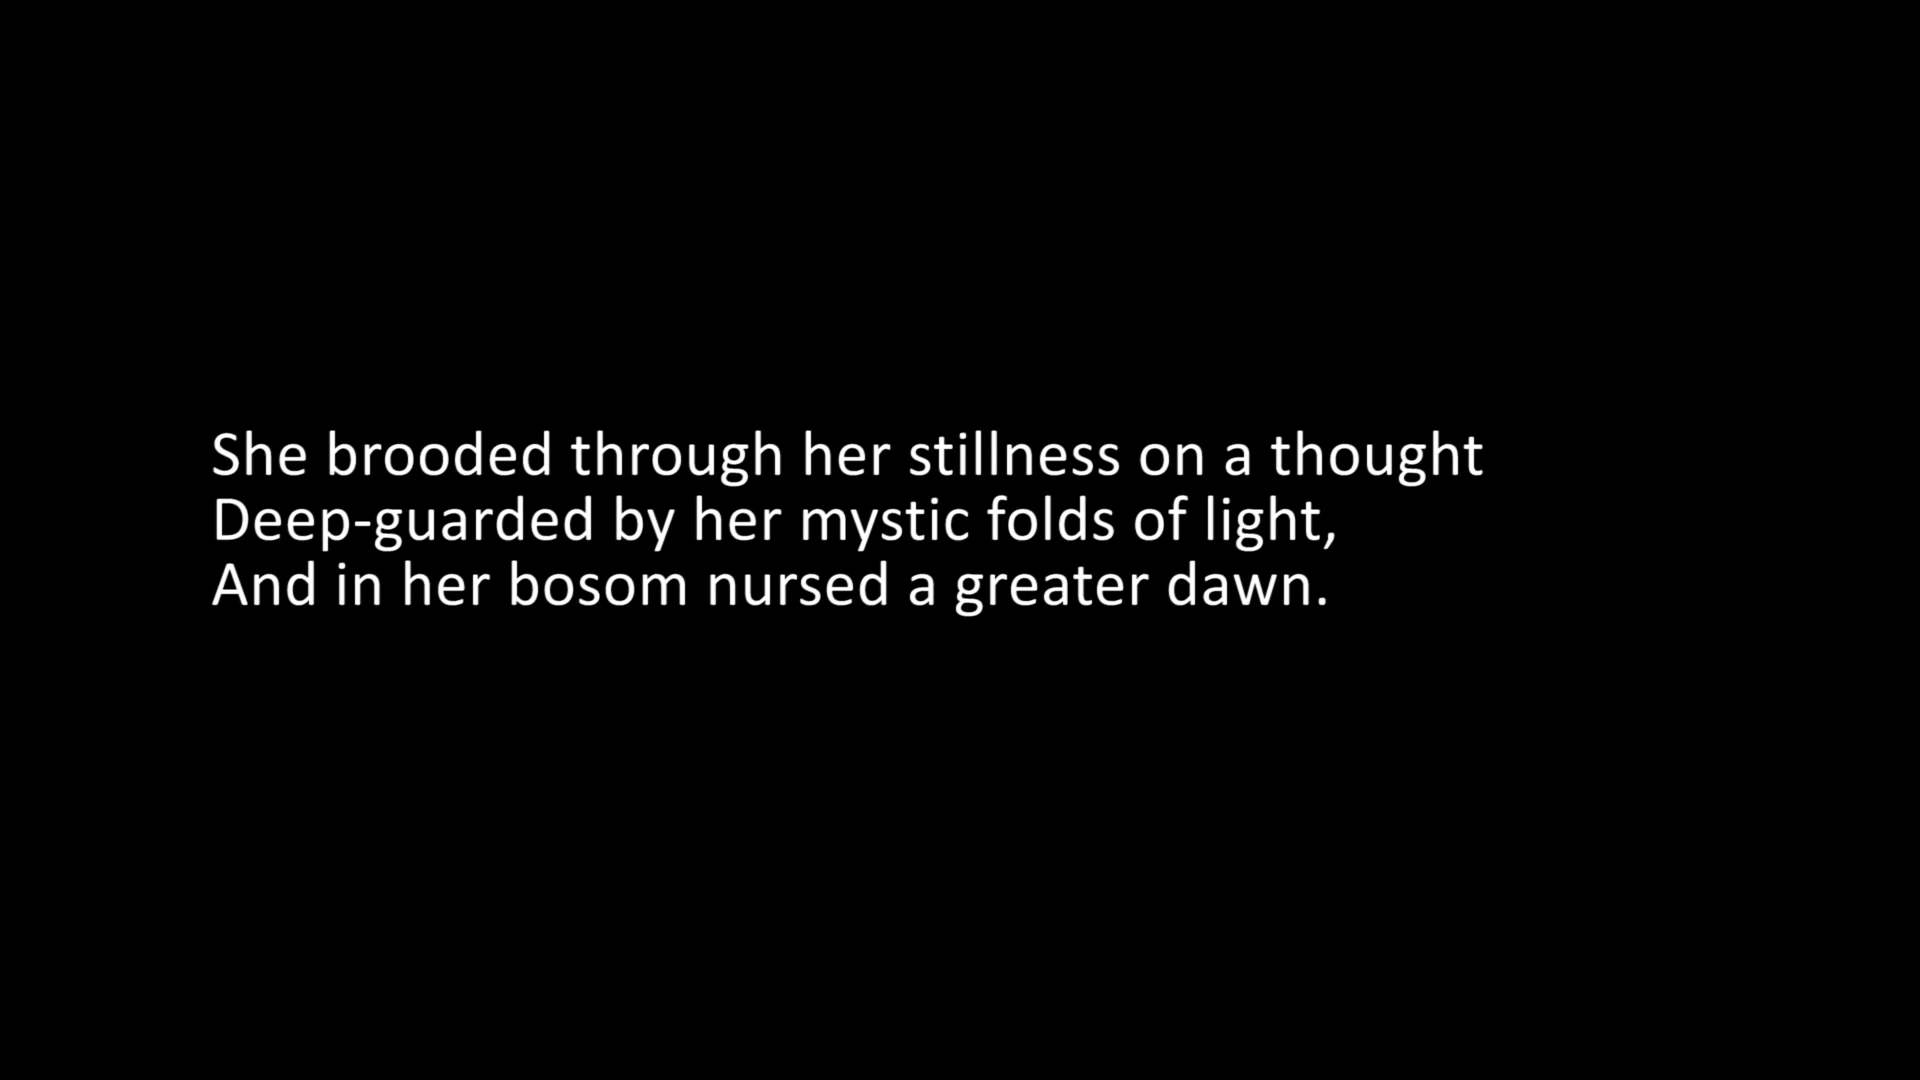 She brooded through her stillness on a thought
Deep-guarded by her mystic folds of light,
And in her bosom nursed a greater dawn.